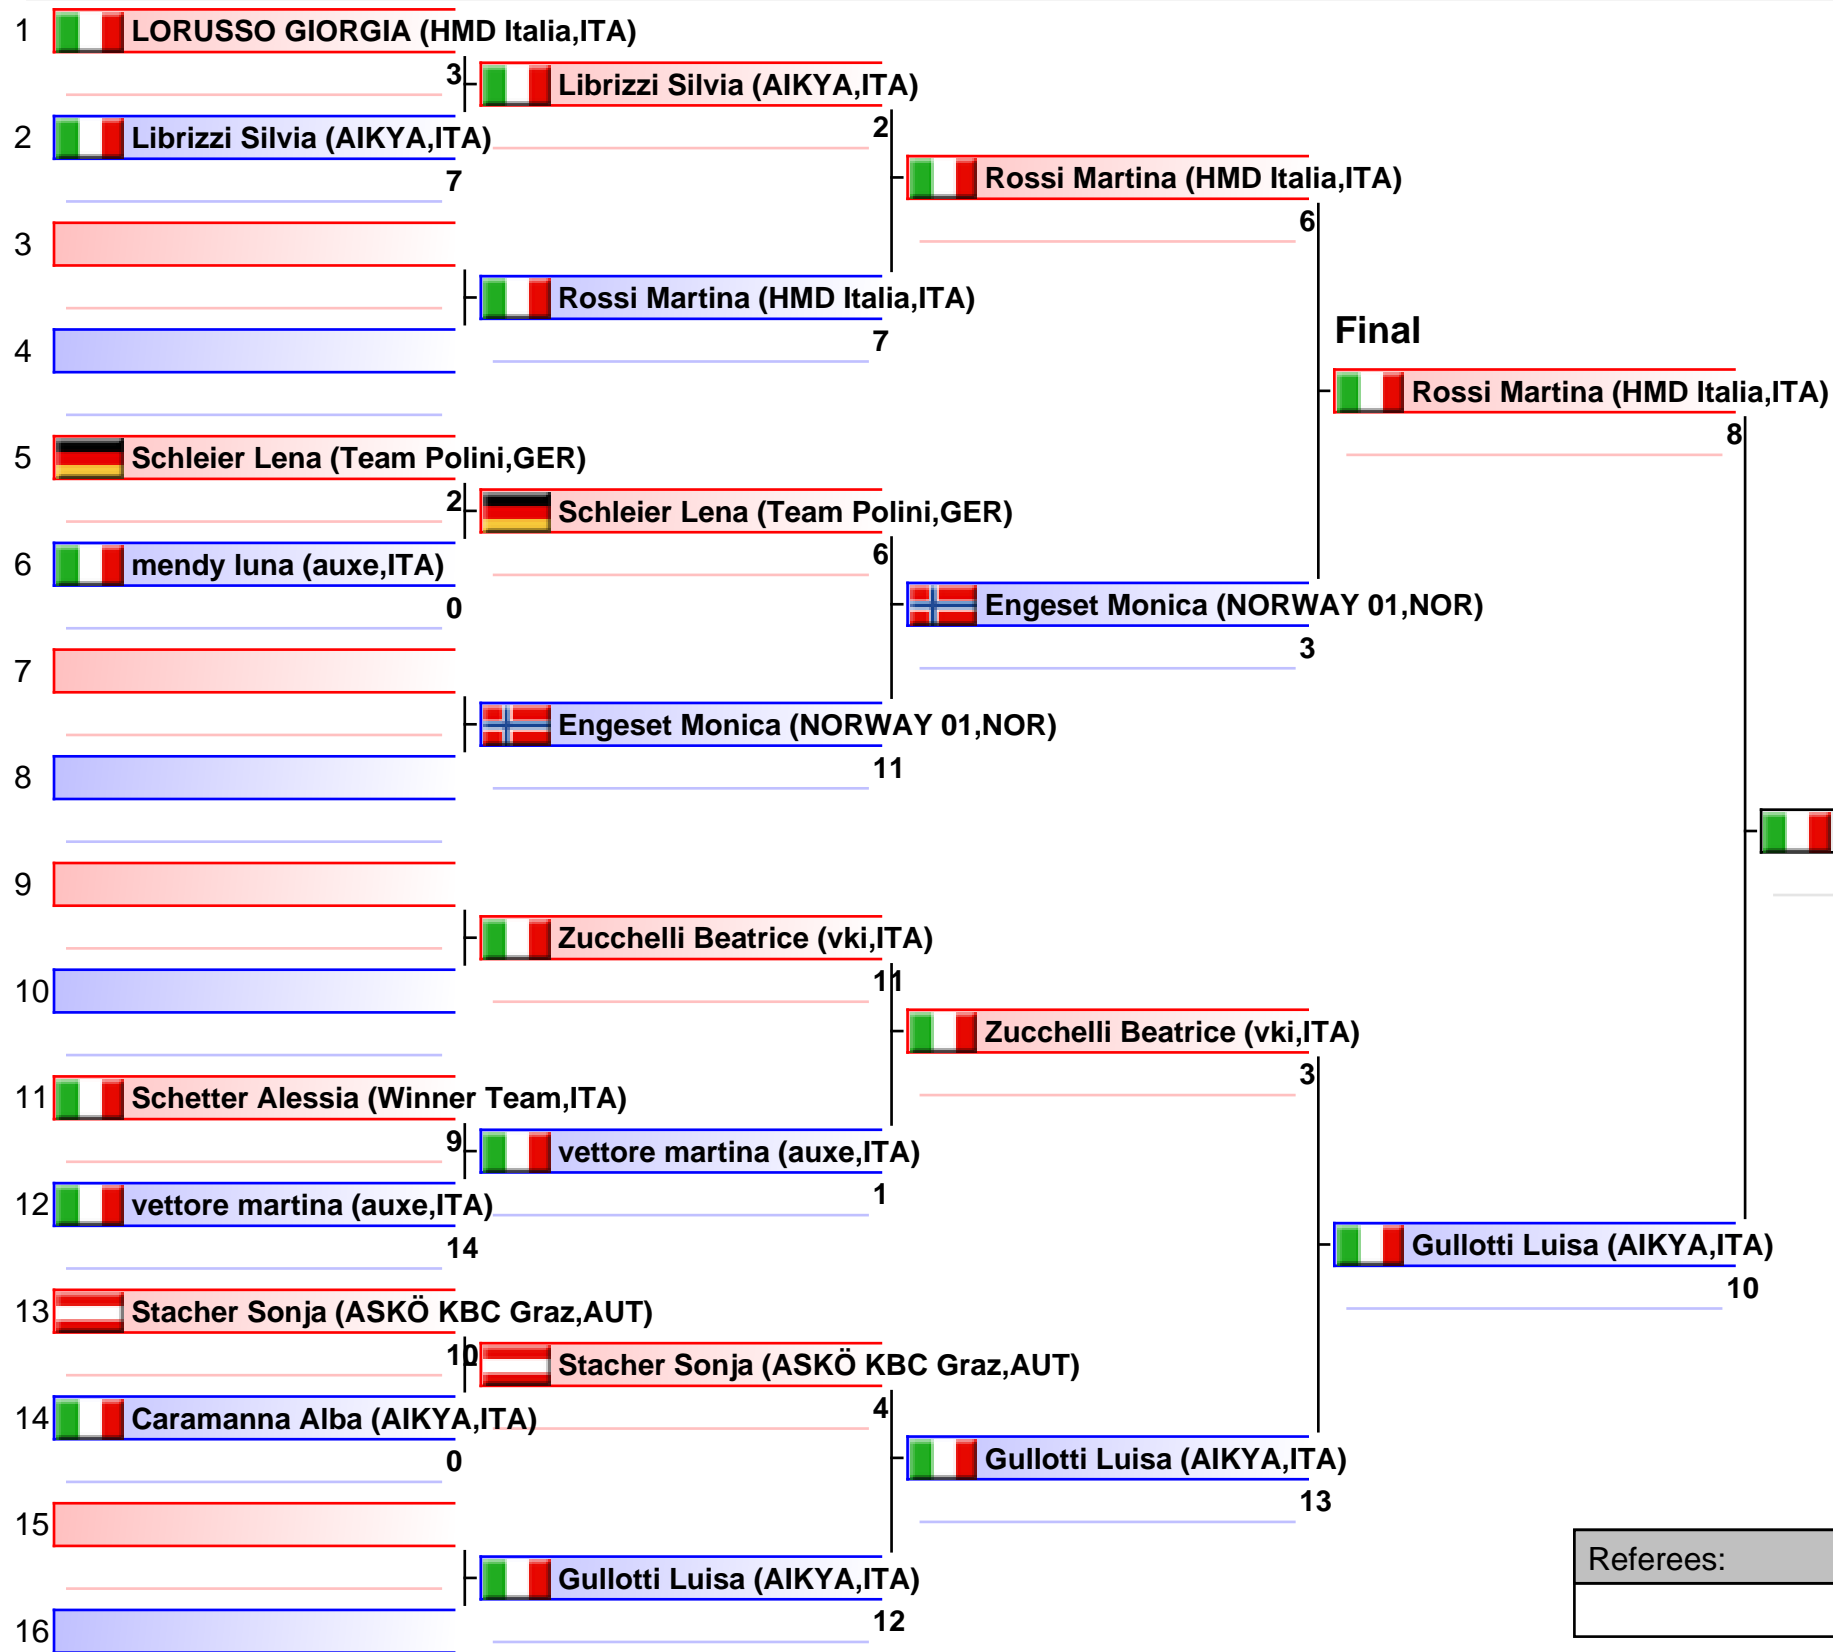 1 LORUSSO GIORGIA (HMD Italia,ITA)
3 Librizzi Silvia (AIKYA,ITA)
2 Librizzi Silvia (AIKYA,ITA) 2
7 Rossi Martina (HMD Italia,ITA)
3 6
Rossi Martina (HMD Italia,ITA)
4 7 Final
Rossi Martina (HMD Italia,ITA)
5 Schleier Lena (Team Polini,GER) 8
2 Schleier Lena (Team Polini,GER)
6 mendy luna (auxe,ITA) 6
0 Engeset Monica (NORWAY 01,NOR)
7 3
Engeset Monica (NORWAY 01,NOR)
8 11
9
Zucchelli Beatrice (vki,ITA)
10 11
Zucchelli Beatrice (vki,ITA)
11 Schetter Alessia (Winner Team,ITA) 3
9 vettore martina (auxe,ITA)
12 vettore martina (auxe,ITA) 1
14 Gullotti Luisa (AIKYA,ITA)
13 Stacher Sonja (ASKÖ KBC Graz,AUT) 10
10 Stacher Sonja (ASKÖ KBC Graz,AUT)
14 Caramanna Alba (AIKYA,ITA) 4
0 Gullotti Luisa (AIKYA,ITA)
15 13
Referees:
Gullotti Luisa (AIKYA,ITA)
16 12